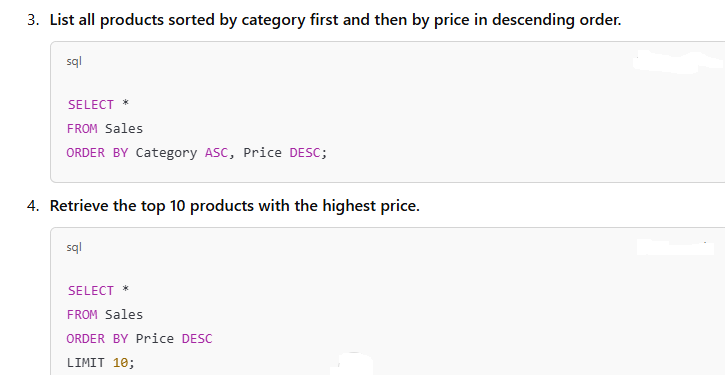 3. List all products sorted by category first and then by price in descending order.
sql
SELECT *
FROM Sales
ORDER BY Category ASC, Price DESC;
4. Retrieve the top 10 products with the highest price.
sql
SELECT *
FROM Sales
ORDER BY Price DESC
LIMIT 10;